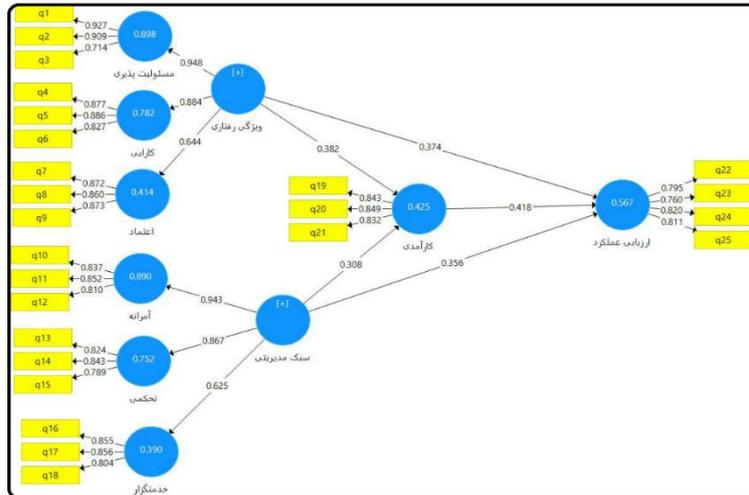 q1
0.927
q2
0.909
q3
0.714
0.898
مسئولیت پذیری
0.948
q4
0.877
q5
0.886
q6
0.827
0.782
کارایی
0.884
q7
0.872
q8
0.860
q9
0.873
0.414
اعتماد
0.644
[+]
ویژگی رفتاری
0.382
0.374
q10
0.837
q11
0.852
q12
0.810
0.890
آمرانه
0.943
q13
0.824
q14
0.843
q15
0.789
0.752
تحکمی
0.867
q16
0.855
q17
0.856
q18
0.804
0.390
خدمتگزار
0.625
[+]
سبک مدیریتی
0.308
0.356
q19
0.843
q20
0.849
q21
0.832
0.425
کارآمدی
0.418
0.567
ارزیابی عملکرد
q22
0.795
q23
0.760
q24
0.820
q25
0.811